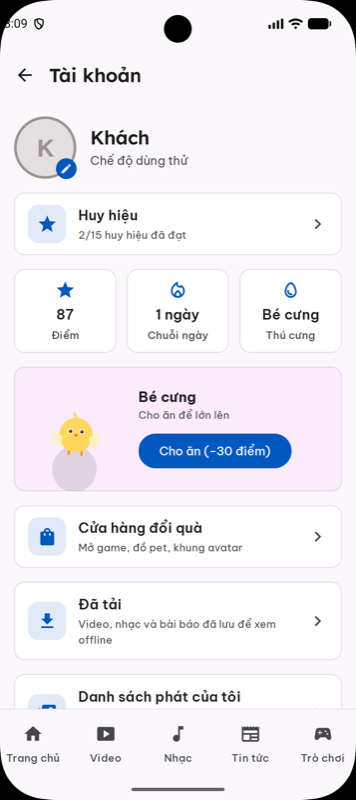 3:09
Tài khoản
K
Khách
Chế độ dùng thử
Huy hiệu
2/15 huy hiệu đã đạt
87
Điểm
1 ngày
Chuỗi ngày
Bé cưng
Thú cưng
Bé cưng
Cho ăn để lớn lên
Cho ăn (-30 điểm)
Cửa hàng đổi quà
Mở game, đồ pet, khung avatar
Đã tải
Video, nhạc và bài báo đã lưu để xem
offline
Danh sách phát của tôi
Trang chủ
Video
Nhạc
Tin tức
Trò chơi